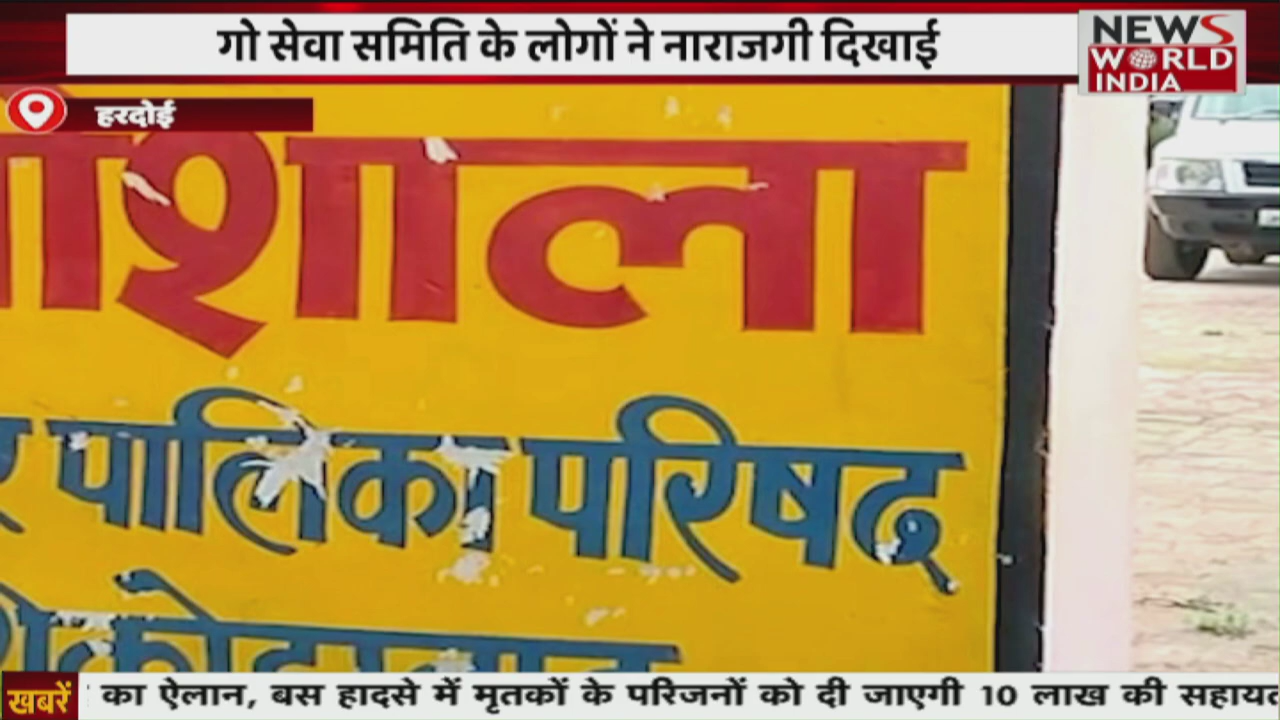 गो सेवा समिति के लोगों ने नाराजगी दिखाई
NEWS
WORLD
INDIA
हरदोई
पालिका परिषद
खबरें
का ऐलान, बस हादसे में मृतकों के परिजनों को दी जाएगी 10 लाख की